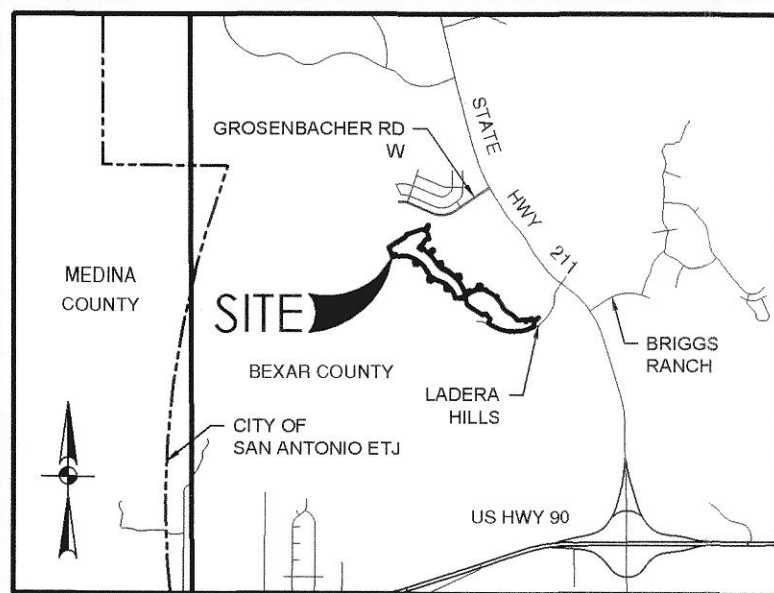 GROSENBACHER RD
W
STATE
HWY
211
MEDINA
COUNTY
SITE
BEXAR COUNTY
BRIGGS
RANCH
LADERA
HILLS
CITY OF
SAN ANTONIO ETJ
US HWY 90